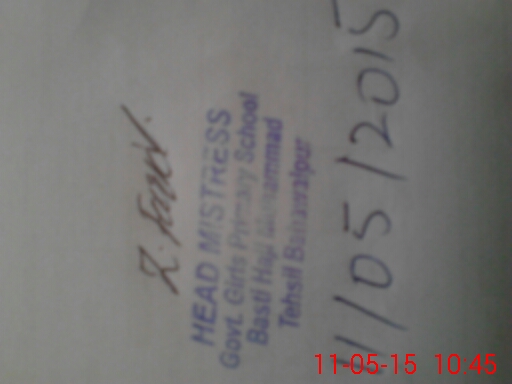 HEAD MISTRESS
Govt. Girls Primary School
Basti Haji Muhammad
Tehsil Bahawalpur
11/05/2015
11-05-15 10:45